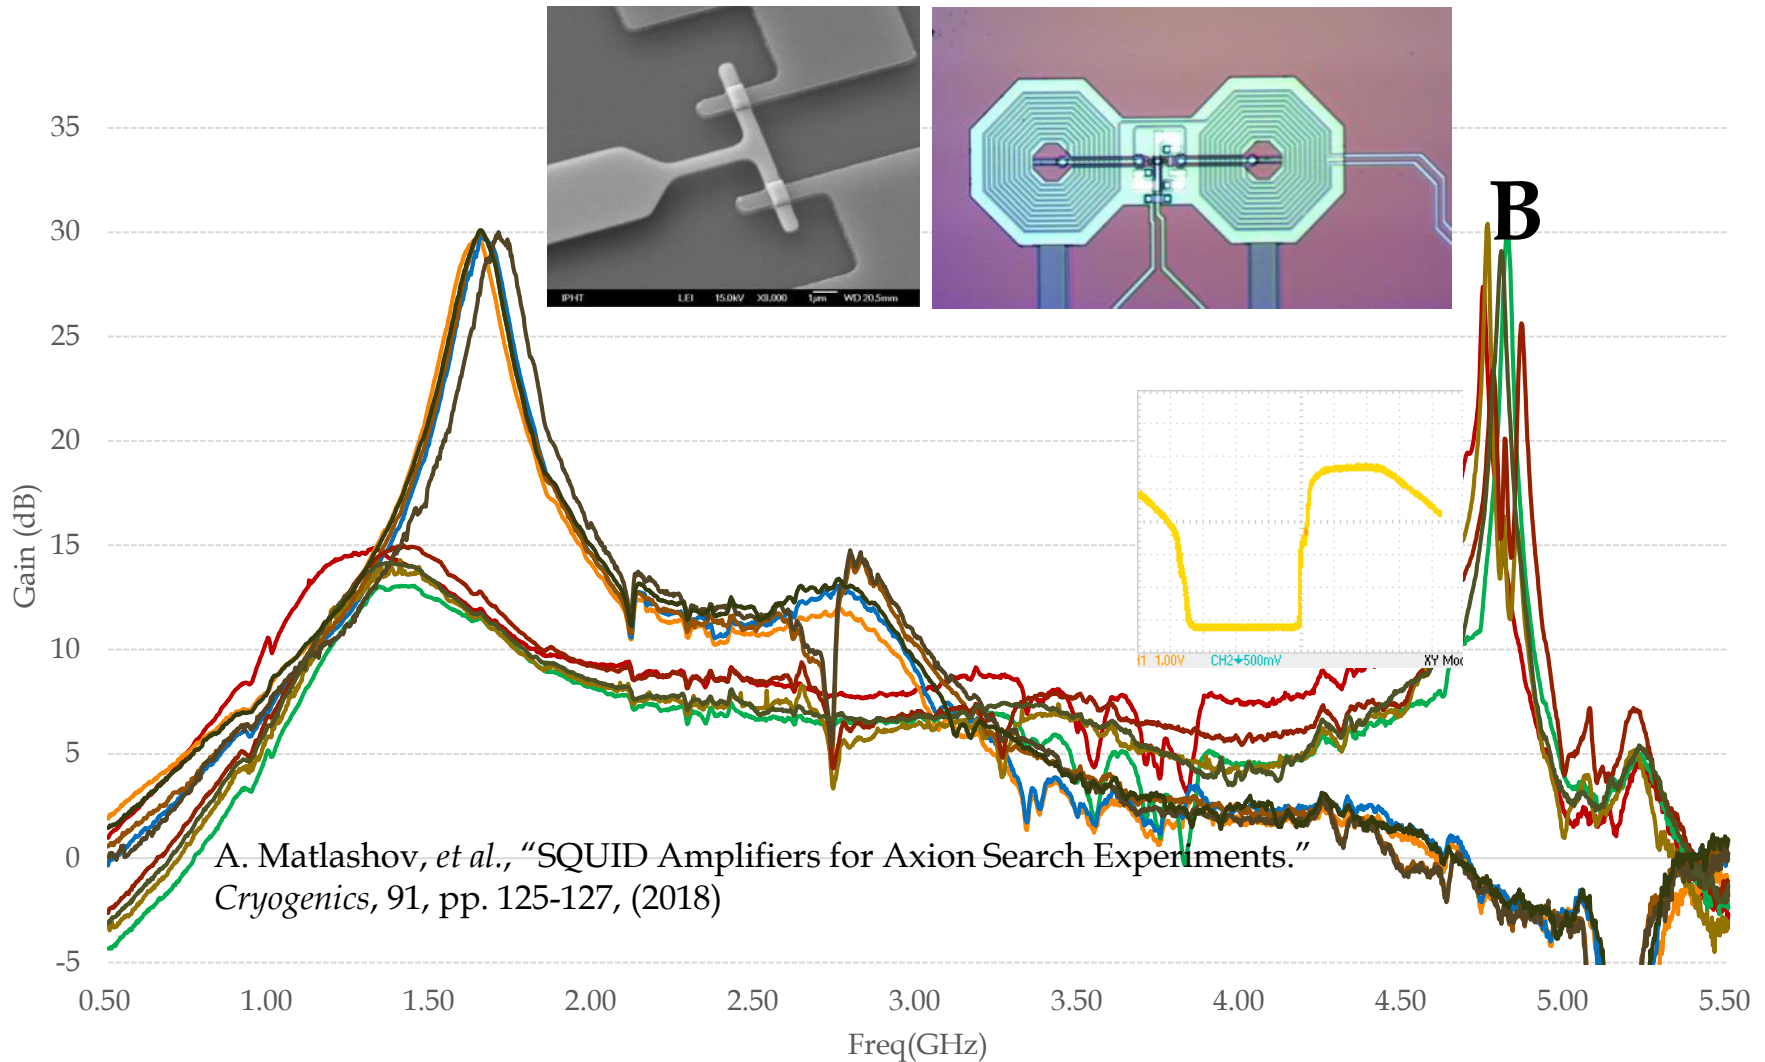 35
30
25
20
15
10
5
0
-5
Gain (dB)
IPHT LEI 15.0kV X8,000 1µm WD 20.5mm
B
1.00V CH2 500mV XY
A. Matlashov, et al., “SQUID Amplifiers for Axion Search Experiments.”
Cryogenics, 91, pp. 125-127, (2018)
0.50 1.00 1.50 2.00 2.50 3.00 3.50 4.00 4.50 5.00 5.50
Freq(GHz)